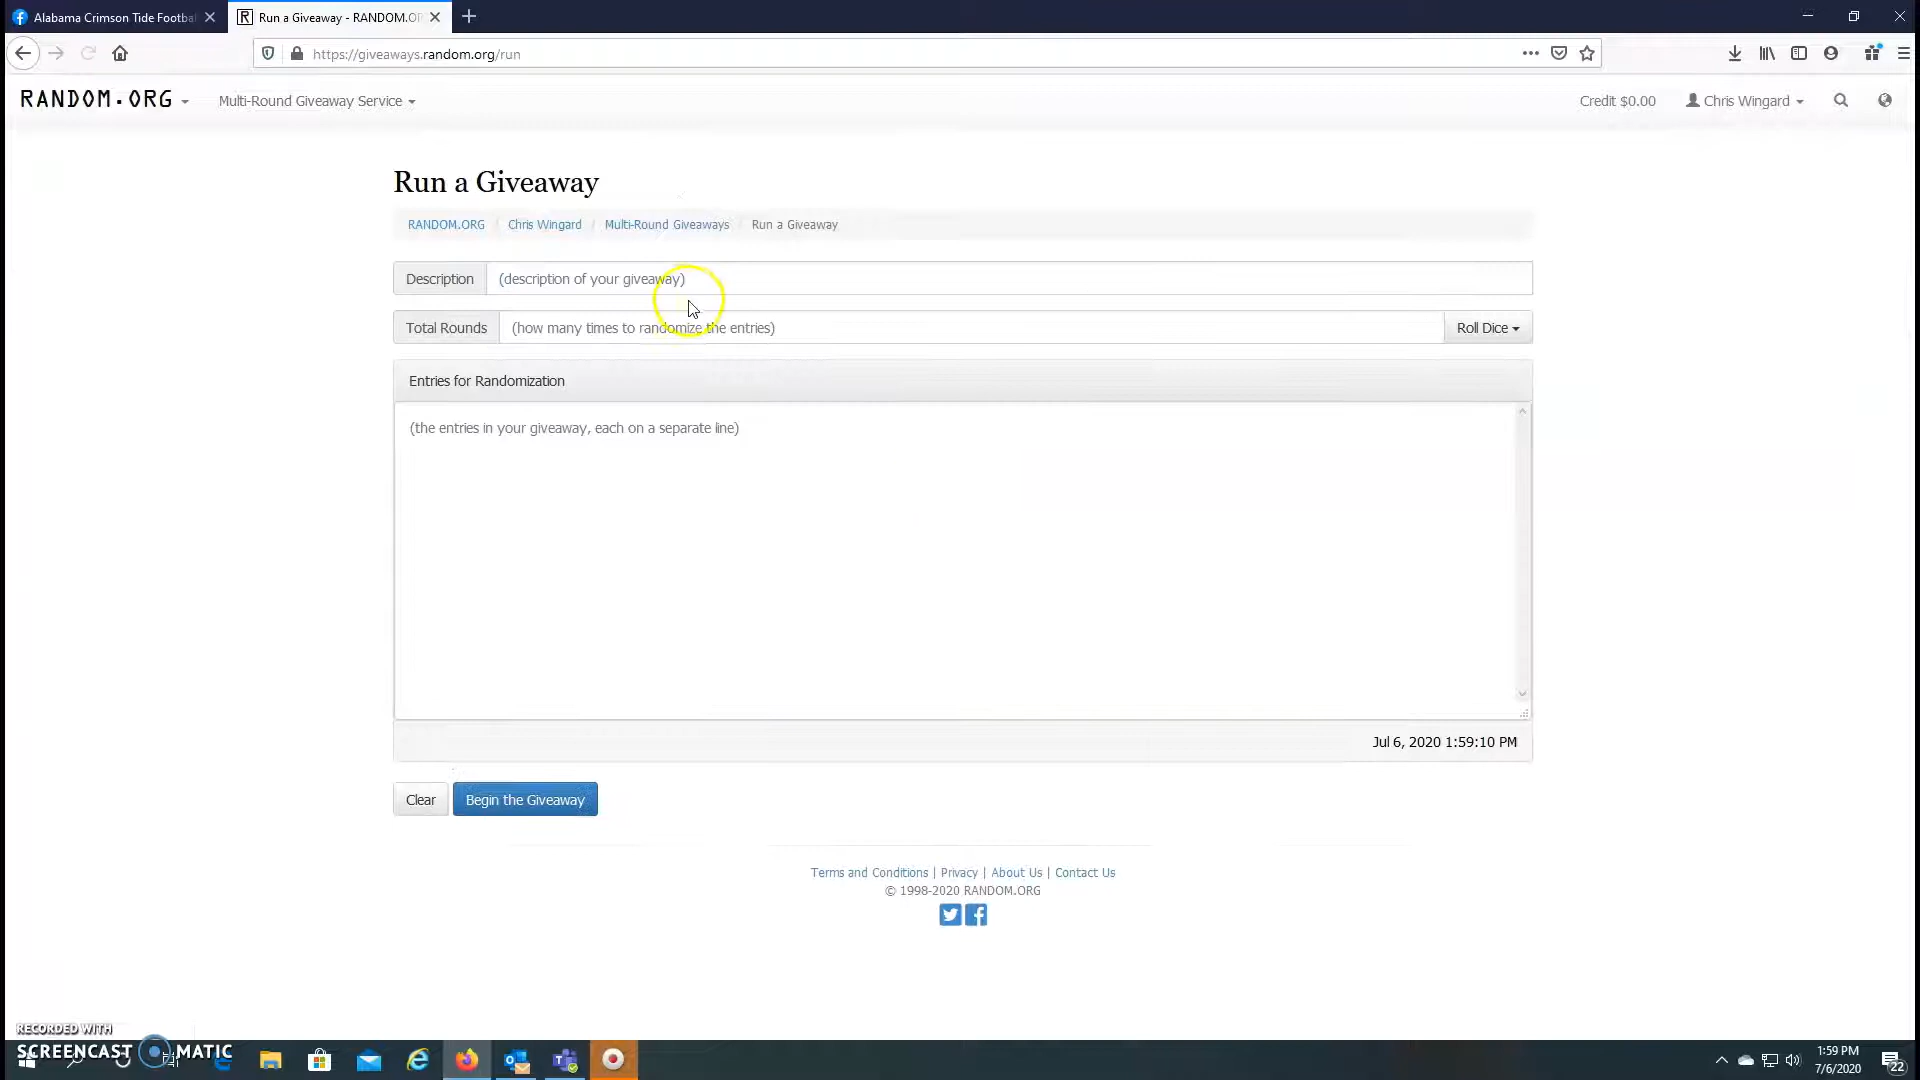 Alabama Crimson Tide Footba
Run a Giveaway - RANDOM.OR
https://giveaways.random.org/run
RANDOM.ORG
Multi-Round Giveaway Service
Credit $0.00
Chris Wingard
Run a Giveaway
RANDOM.ORG / Chris Wingard / Multi-Round Giveaways / Run a Giveaway
Description
(description of your giveaway)
Total Rounds
(how many times to randomize the entries)
Roll Dice
Entries for Randomization
(the entries in your giveaway, each on a separate line)
Jul 6, 2020 1:59:10 PM
Clear
Begin the Giveaway
Terms and Conditions | Privacy | About Us | Contact Us
© 1998-2020 RANDOM.ORG
RECORDED WITH
SCREENCAST MATIC
1:59 PM
7/6/2020
22